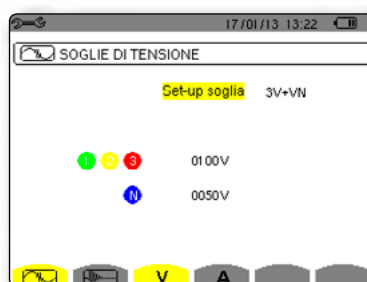 17/01/13 13:22
SOGLIE DI TENSIONE
Set-up soglia 3V+VN
1 2 3 0100V
N 0050V
V A